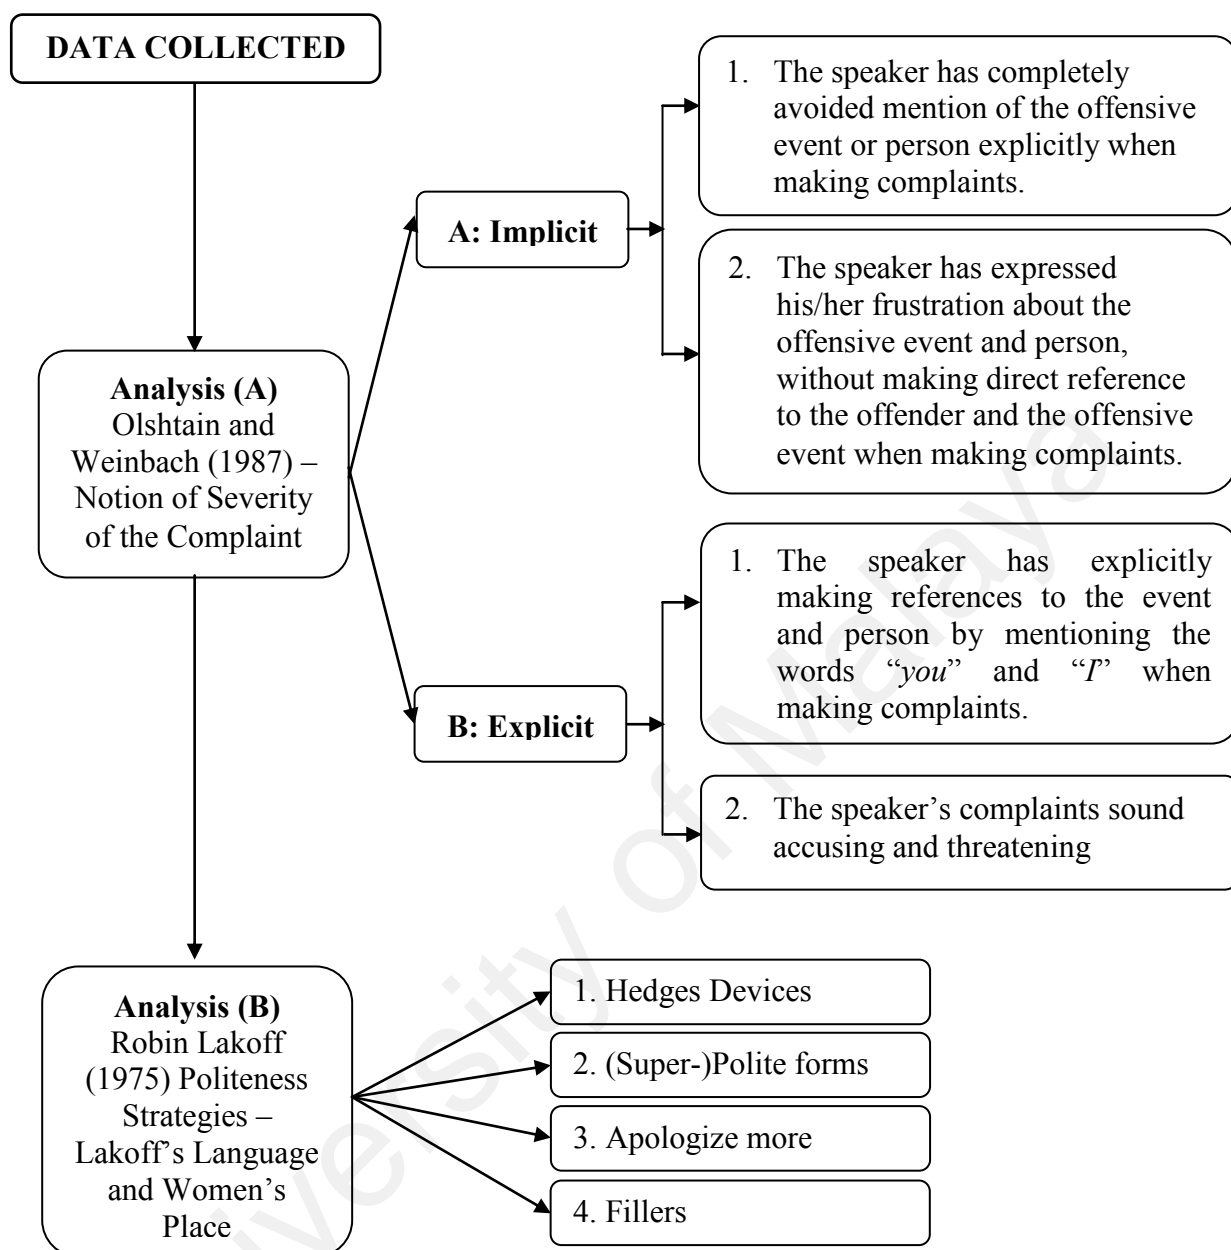 DATA COLLECTED
Analysis (A)
Olshtain and
Weinbach (1987) –
Notion of Severity
of the Complaint
A: Implicit
1. The speaker has completely
avoided mention of the offensive
event or person explicitly when
making complaints.
2. The speaker has expressed
his/her frustration about the
offensive event and person,
without making direct reference
to the offender and the offensive
event when making complaints.
B: Explicit
1. The speaker has explicitly
making references to the event
and person by mentioning the
words “you” and “I” when
making complaints.
2. The speaker’s complaints sound
accusing and threatening
Analysis (B)
Robin Lakoff
(1975) Politeness
Strategies –
Lakoff’s Language
and Women’s
Place
1. Hedges Devices
2. (Super-)Polite forms
3. Apologize more
4. Fillers
versity of Malaya